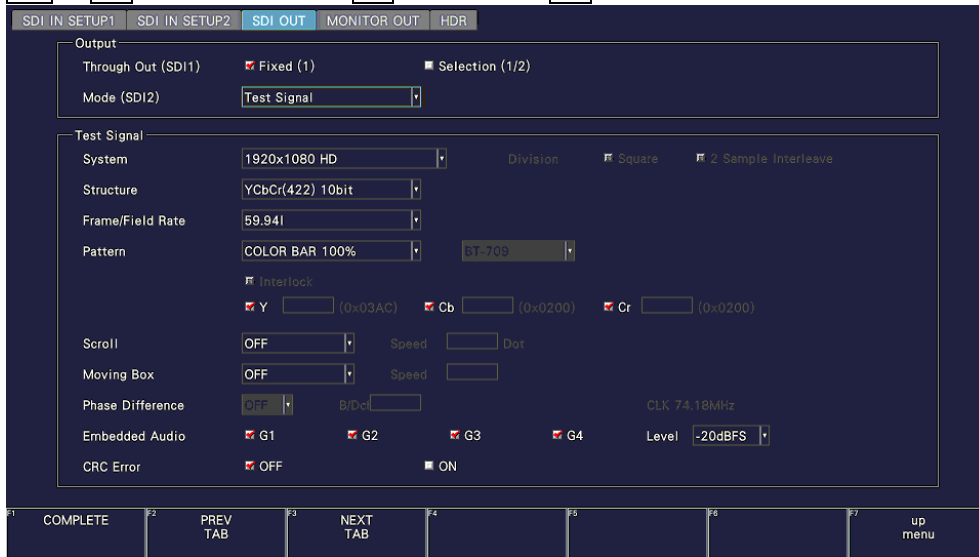 SDI IN SETUP1 SDI IN SETUP2 SDI OUT MONITOR OUT HDR
Output
Through Out (SDI1) Fixed (1) Selection (1/2)
Mode (SDI2) Test Signal
Test Signal
System 1920x1080 HD Division Square 2 Sample Interleave
Structure YCbCr(422) 10bit
Frame/Field Rate 59.94I
Pattern COLOR BAR 100% BT-709
Interlock
Y (0x03AC) Cb (0x0200) Cr (0x0200)
Scroll OFF Speed Dot
Moving Box OFF Speed
Phase Difference OFF B/Dct CLK 74.18MHz
Embedded Audio G1 G2 G3 G4 Level -20dBFS
CRC Error OFF ON
F1 COMPLETE F2 PREV TAB F3 NEXT TAB F4 F5 F6 F7 up menu